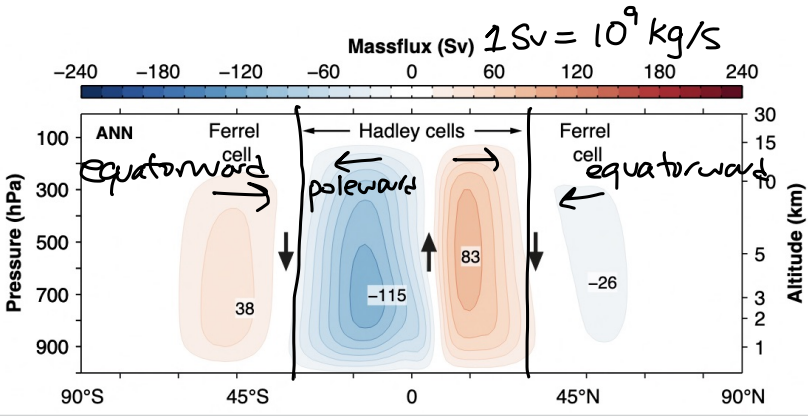 Massflux (Sv) 1 Sv = 10⁹ kg/s
−240 −180 −120 −60 0 60 120 180 240
ANN
Ferrel
cell
Hadley cells
Ferrel
cell
equatorward
poleward
equatorward
38
−115
83
−26
Pressure (hPa)
100
300
500
700
900
30
15
10
5
3
2
1
Altitude (km)
90°S 45°S 0 45°N 90°N